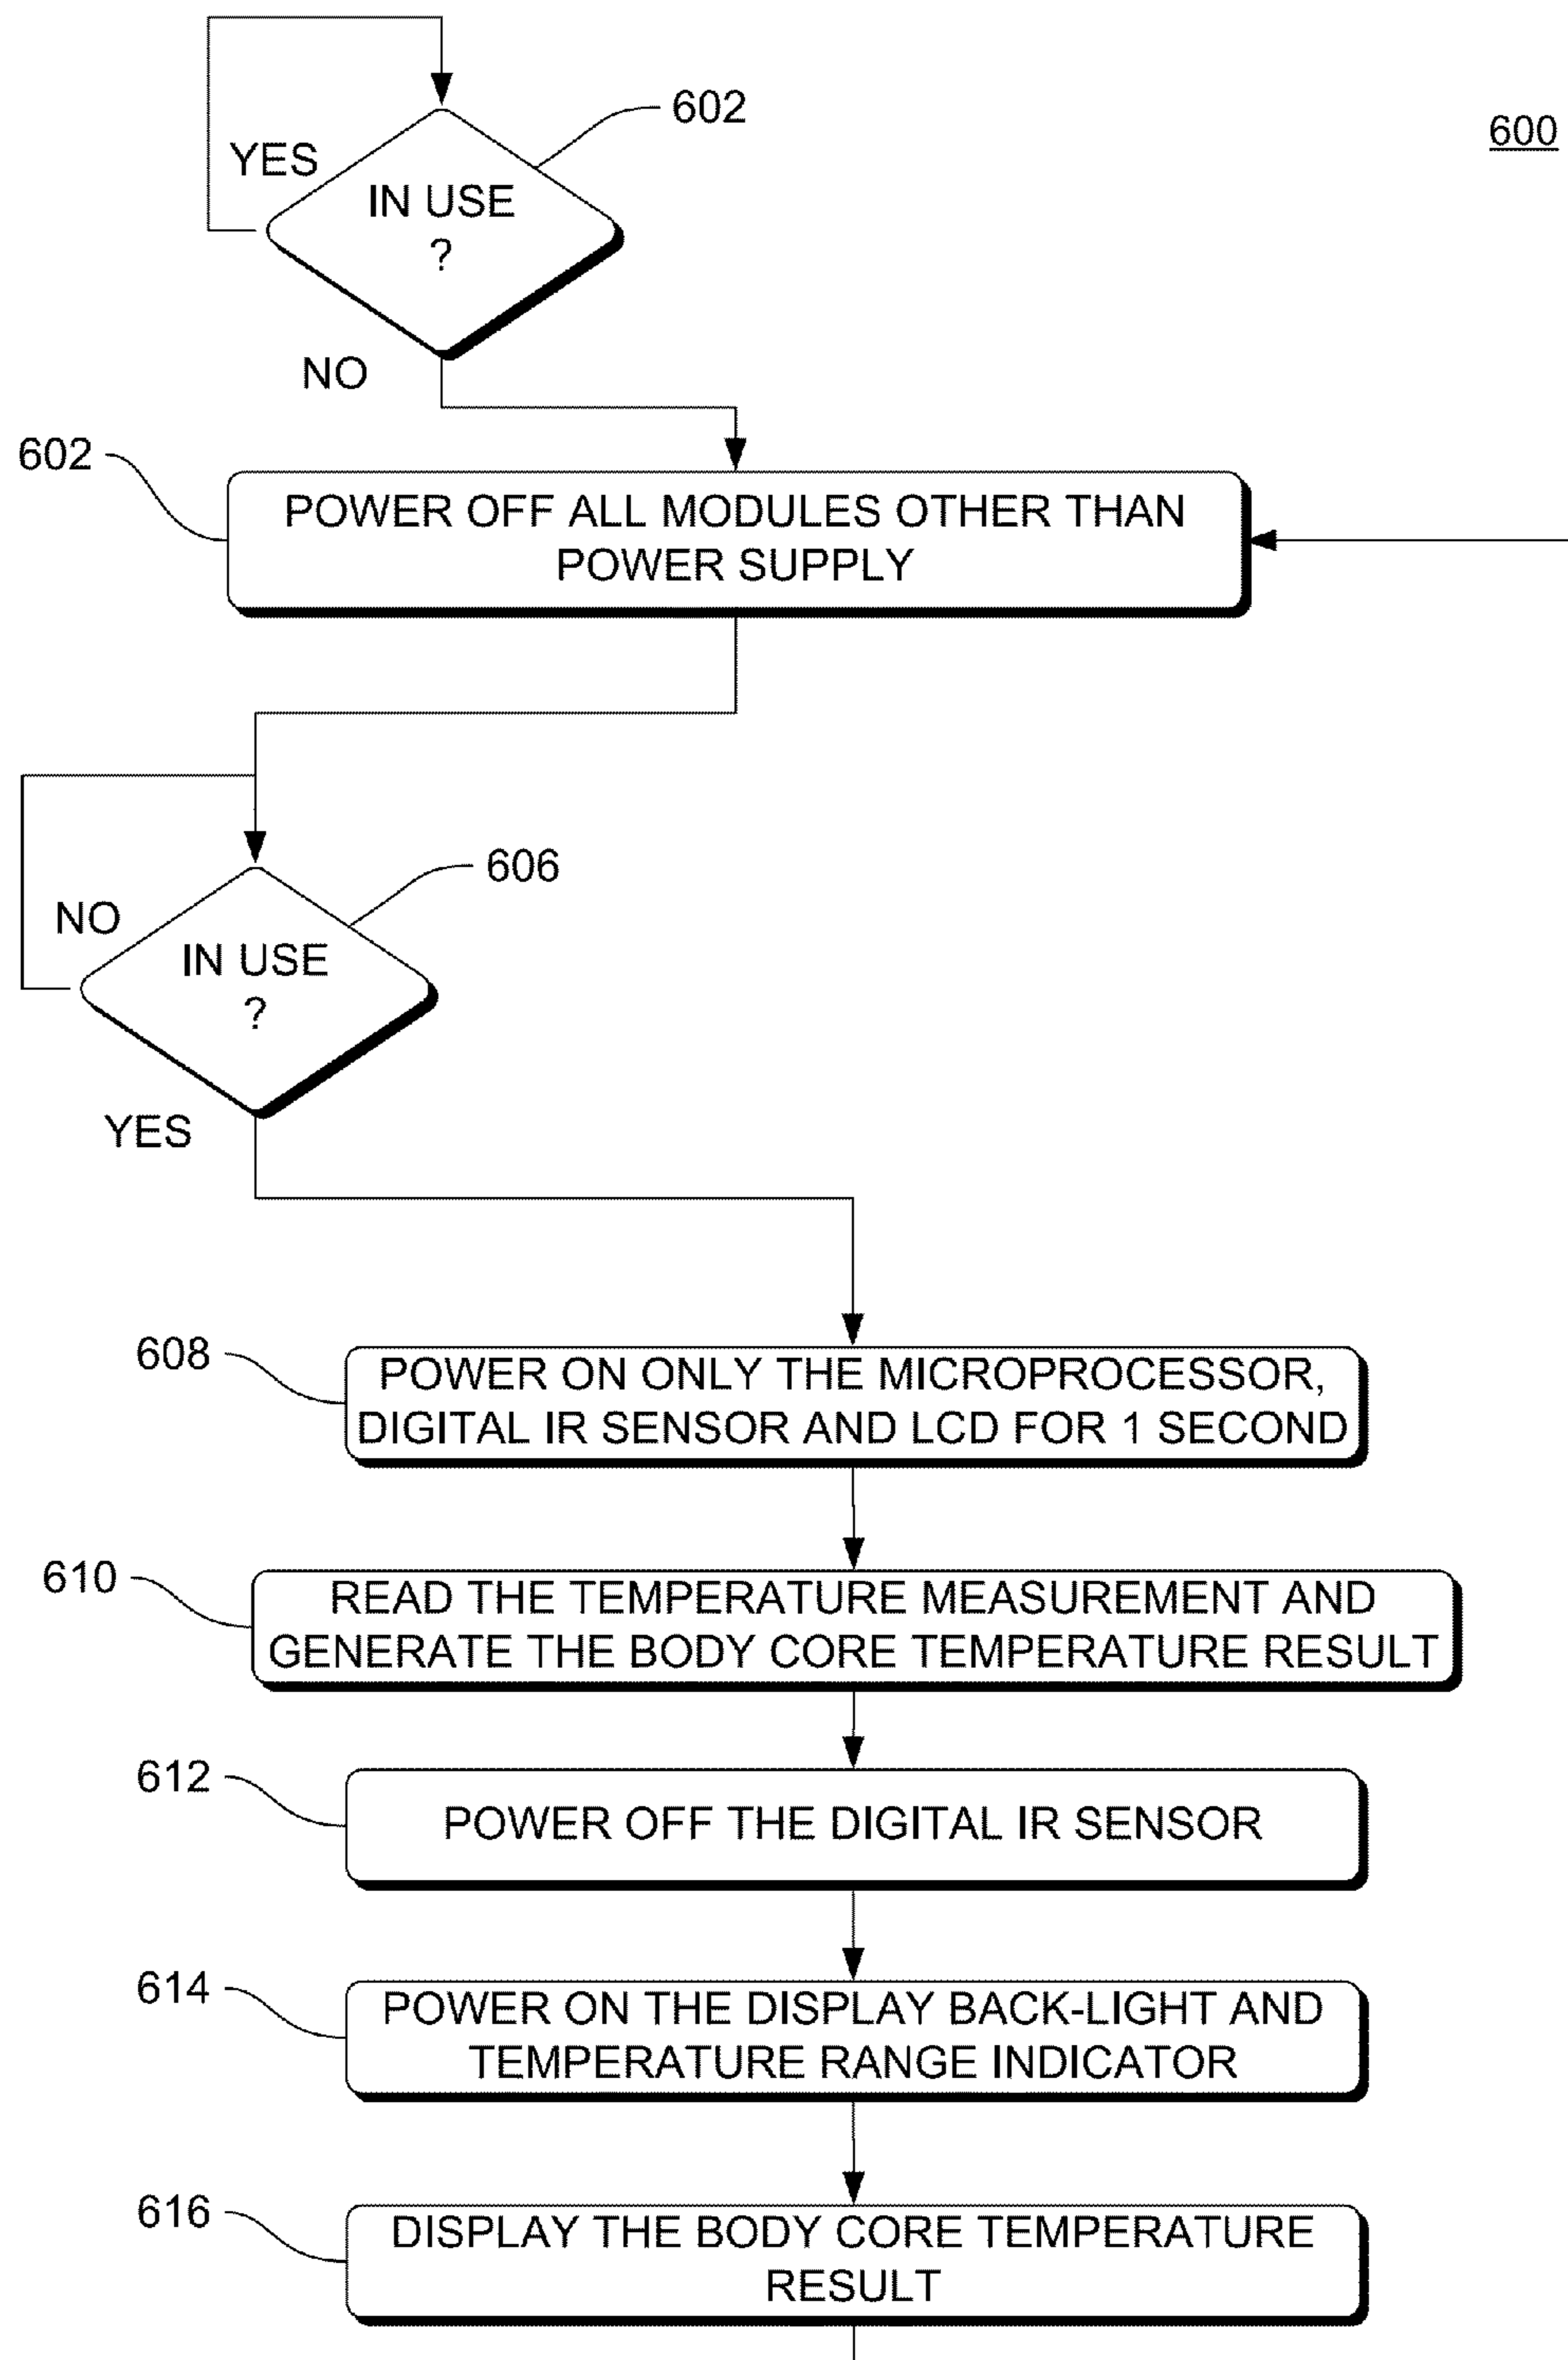 602
600
YES
IN USE
?
NO
602
POWER OFF ALL MODULES OTHER THAN
POWER SUPPLY
606
NO
IN USE
?
YES
608
POWER ON ONLY THE MICROPROCESSOR,
DIGITAL IR SENSOR AND LCD FOR 1 SECOND
610
READ THE TEMPERATURE MEASUREMENT AND
GENERATE THE BODY CORE TEMPERATURE RESULT
612
POWER OFF THE DIGITAL IR SENSOR
614
POWER ON THE DISPLAY BACK-LIGHT AND
TEMPERATURE RANGE INDICATOR
616
DISPLAY THE BODY CORE TEMPERATURE
RESULT